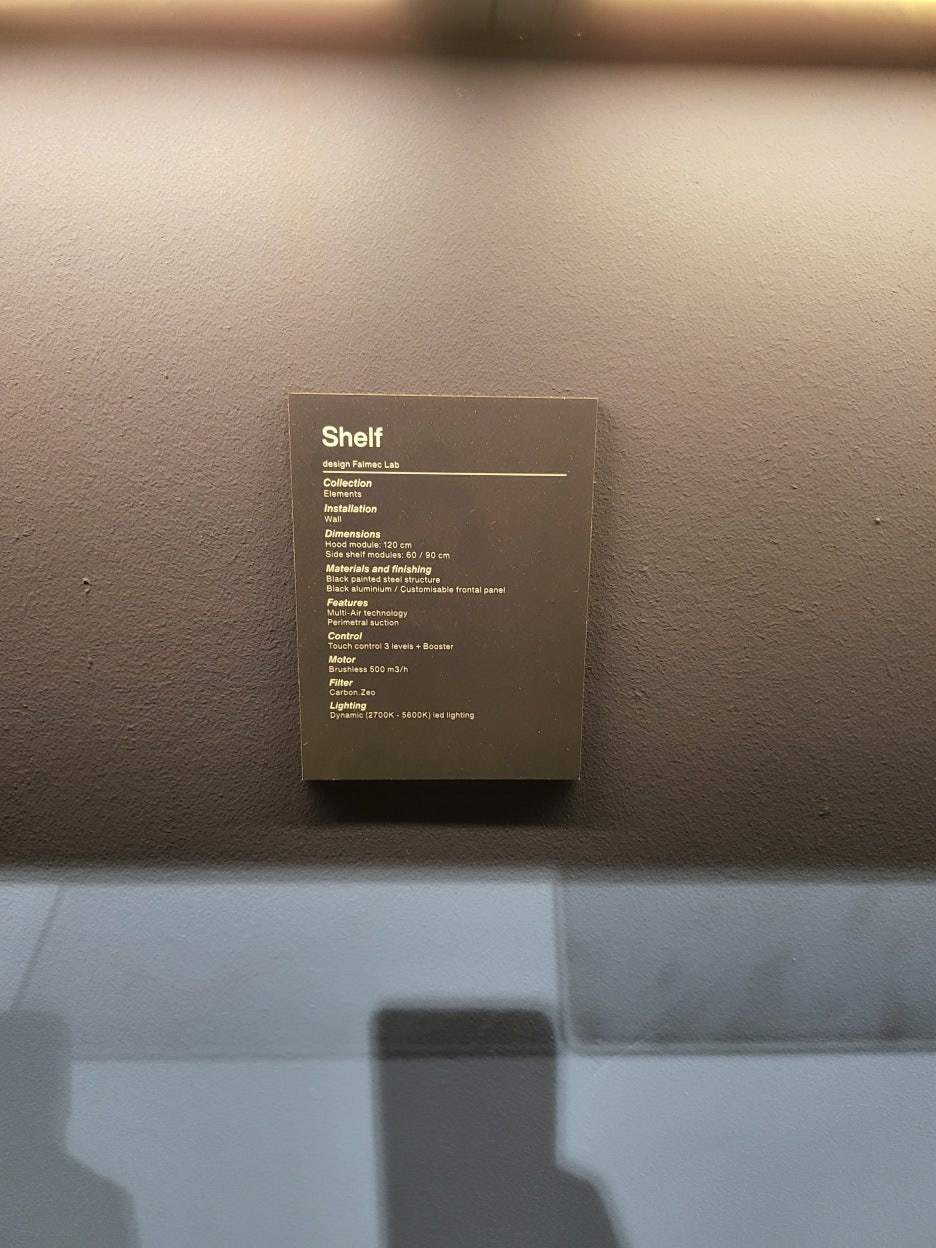 Shelf
design Falmec Lab
Collection
Elements
Installation
Wall
Dimensions
Hood module: 120 cm
Side shelf modules: 60 / 90 cm
Materials and finishing
Black painted steel structure
Black aluminium / Customisable frontal panel
Features
Multi-Air technology
Perimetral suction
Control
Touch control 3 levels + Booster
Motor
Brushless 500 m3/h
Filter
Carbon.Zeo
Lighting
Dynamic (2700K - 5600K) led lighting